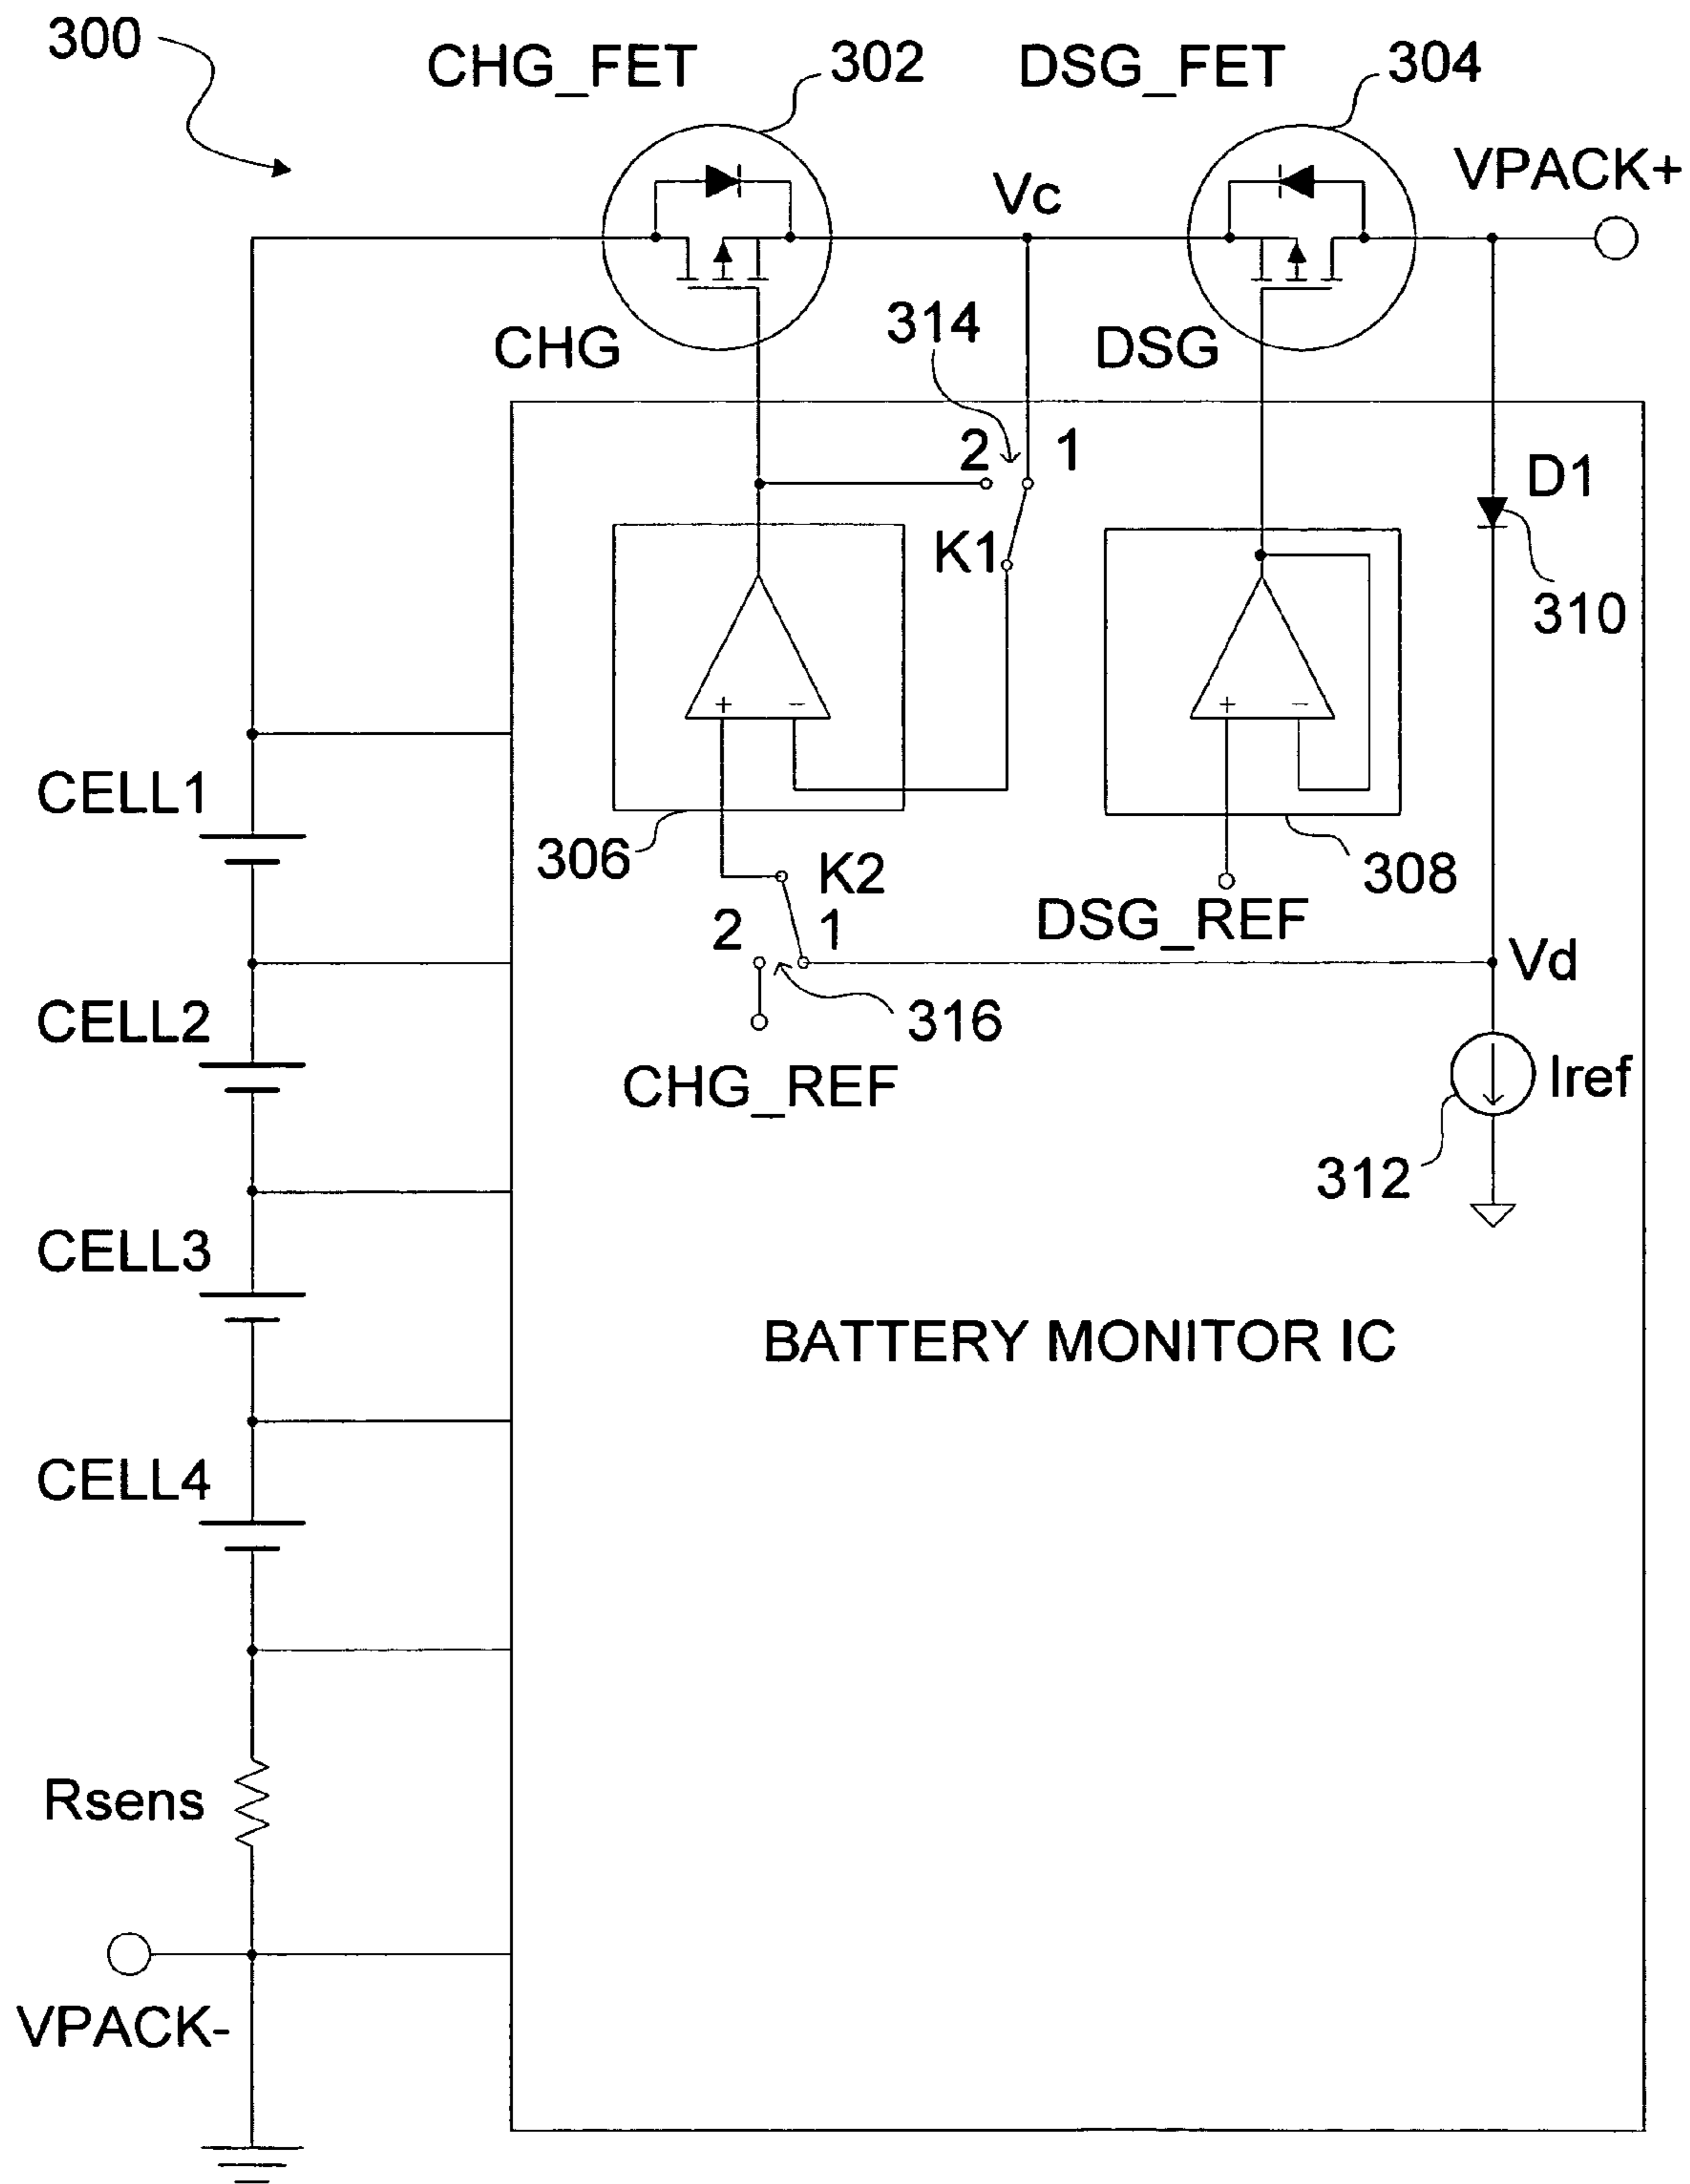 300
CHG_FET
302
DSG_FET
304
VPACK+
Vc
CHG
314
DSG
2
1
D1
K1
310
+
-
+
-
CELL1
306
K2
308
2
1
DSG_REF
Vd
316
CELL2
CHG_REF
Iref
312
CELL3
BATTERY MONITOR IC
CELL4
Rsens
VPACK-